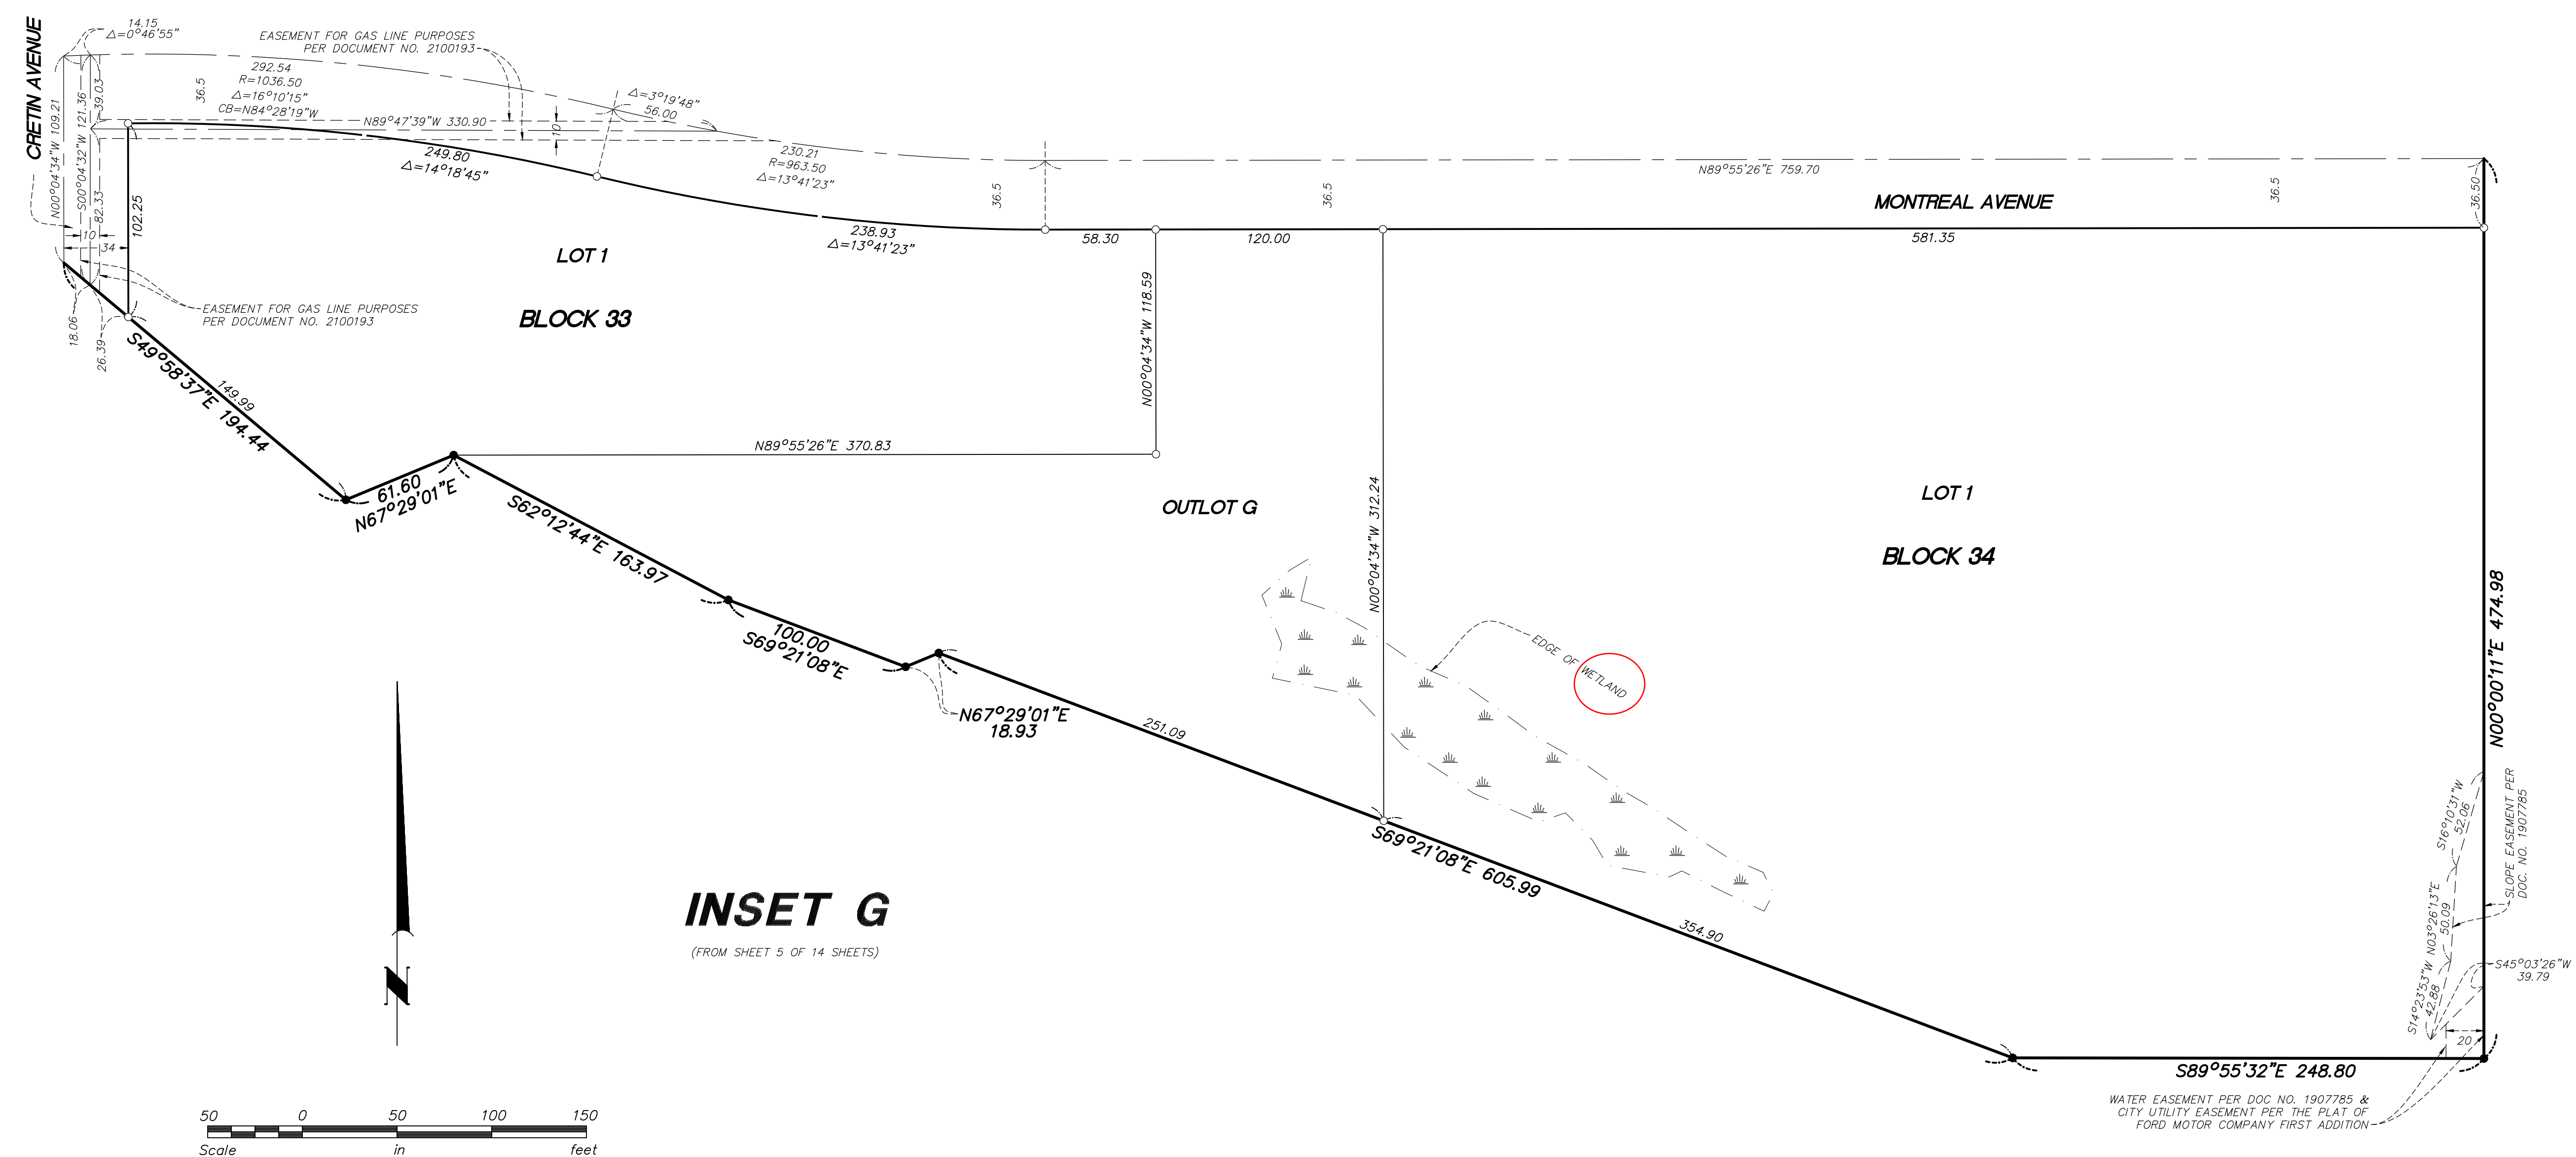 CRETIN AVENUE
14.15
△=0°46'55"
EASEMENT FOR GAS LINE PURPOSES
PER DOCUMENT NO. 2100193
292.54
R=1036.50
△=16°10'15"
CB=N84°28'19"W
36.5
N00°04'34"W 109.21
S00°04'32"W 121.36
39.03
82.33
102.25
10
34
N89°47'39"W 330.90
10
△=3°19'48"
56.00
249.80
△=14°18'45"
230.21
R=963.50
△=13°41'23"
238.93
△=13°41'23"
36.5
36.5
N89°55'26"E 759.70
36.5
36.50
MONTREAL AVENUE
58.30
120.00
581.35
LOT 1
BLOCK 33
EASEMENT FOR GAS LINE PURPOSES
PER DOCUMENT NO. 2100193
18.06
26.39
149.99
S49°58'37"E 194.44
61.60
N67°29'01"E
N89°55'26"E 370.83
N00°04'34"W 118.59
S62°12'44"E 163.97
OUTLOT G
N00°04'34"W 312.24
LOT 1
BLOCK 34
100.00
S69°21'08"E
N67°29'01"E
18.93
251.09
EDGE OF WETLAND
S69°21'08"E 605.99
354.90
N00°00'11"E 474.98
S16°10'31"W
52.06
SLOPE EASEMENT PER
DOC. NO. 1907785
N03°26'13"E
50.09
S14°23'53"W
42.88
S45°03'26"W
39.79
20
S89°55'32"E 248.80
WATER EASEMENT PER DOC NO. 1907785 &
CITY UTILITY EASEMENT PER THE PLAT OF
FORD MOTOR COMPANY FIRST ADDITION
INSET G
(FROM SHEET 5 OF 14 SHEETS)
N
50 0 50 100 150
Scale in feet